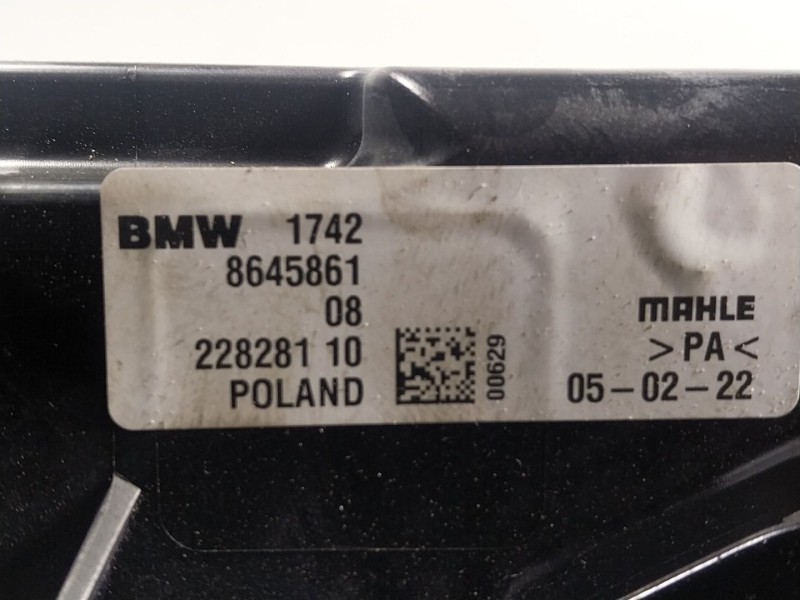 BMW 1742
8645861
08
228281 10
POLAND
00629
MAHLE
>PA<
05-02-22